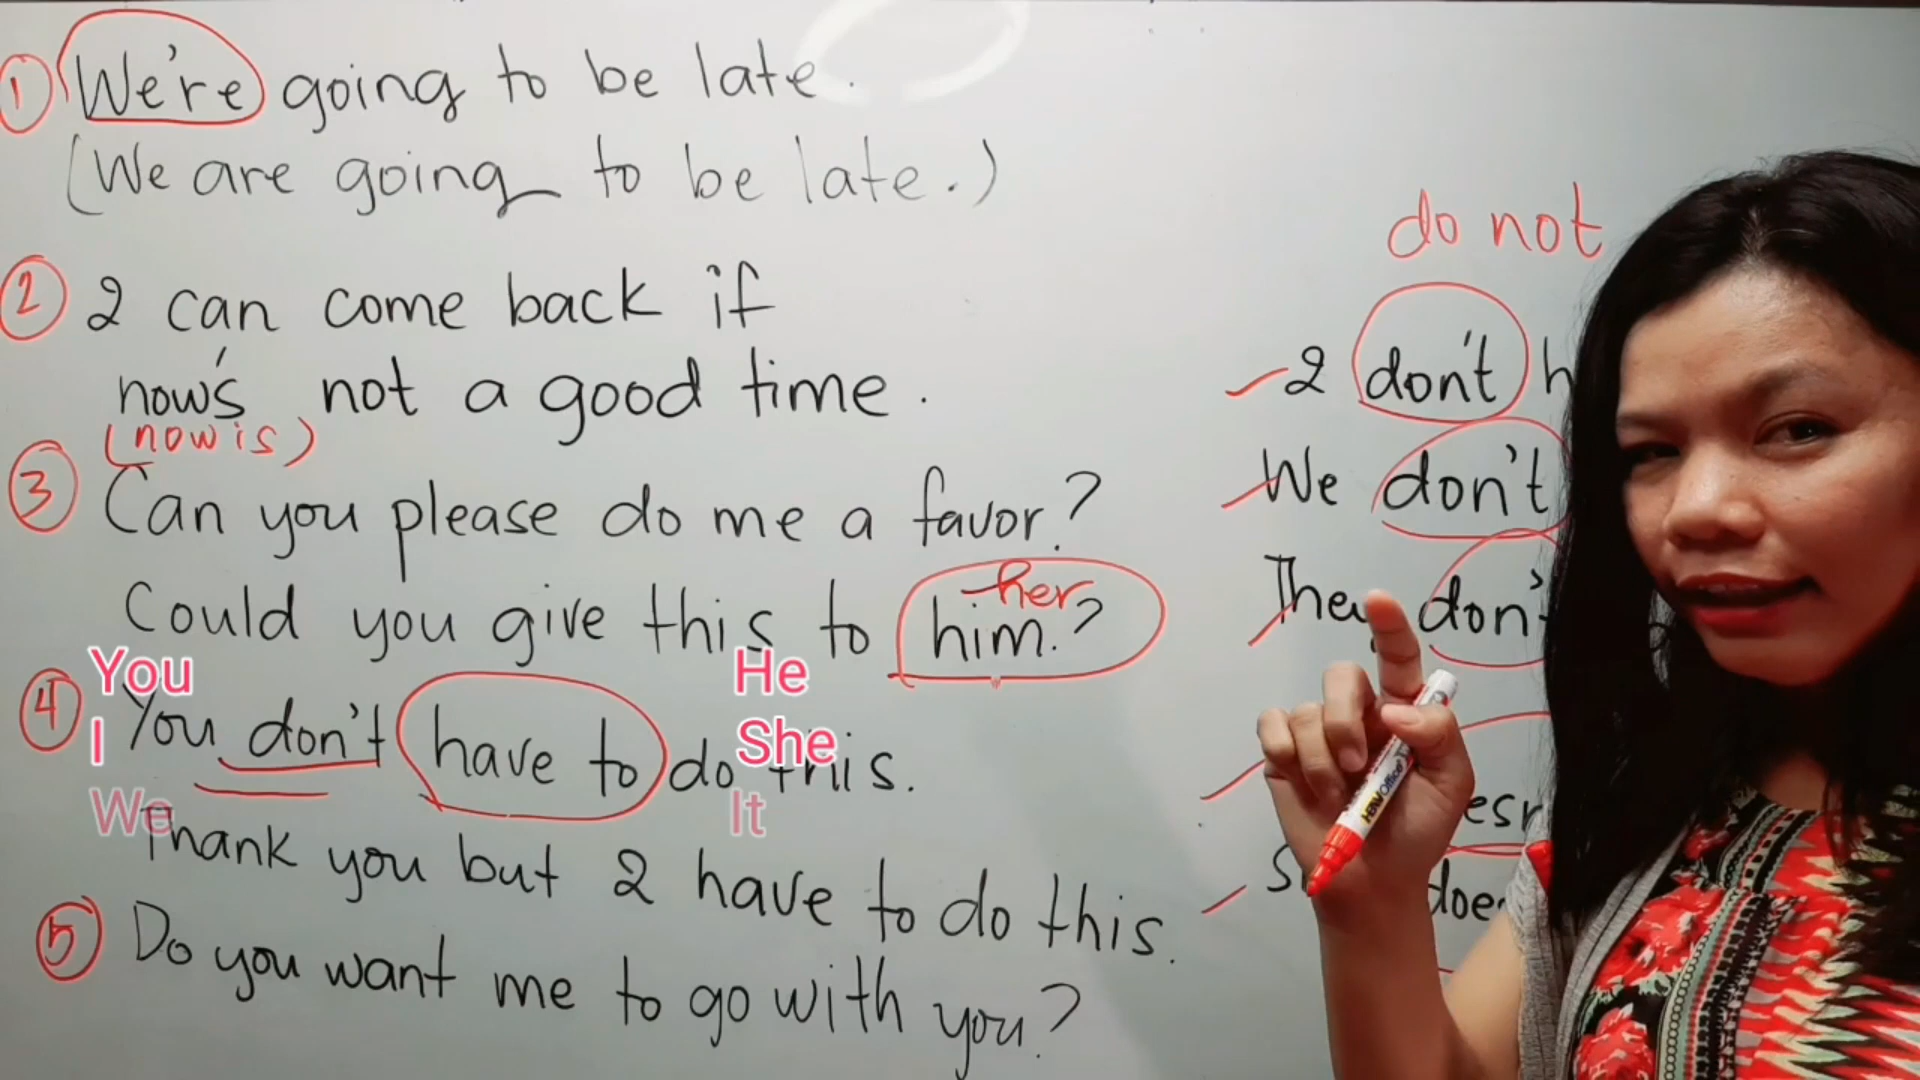 ① We're going to be late.
(We are going to be late.)
② I can come back if
now's not a good time.
(now is)
③ Can you please do me a favor?
her
Could you give this to him?
④ You don't have to do this.
Thank you but I have to do this.
⑤ Do you want me to go with you?
You
I
We
He
She
It
do not
I don't
We don't
They don't
HBWOffice